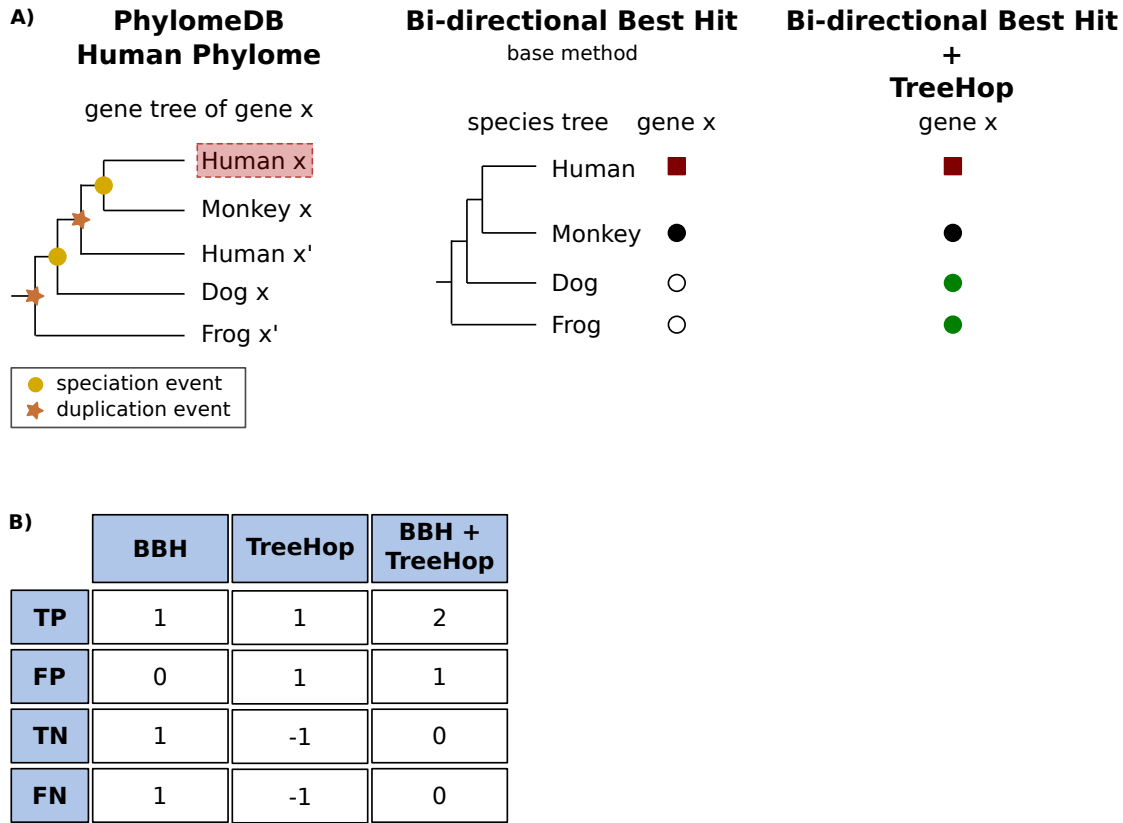 A)
PhylomeDB
Human Phylome
gene tree of gene x
Human x
Monkey x
Human x'
Dog x
Frog x'
speciation event
duplication event
Bi-directional Best Hit
base method
species tree gene x
Human
Monkey
Dog
Frog
Bi-directional Best Hit
+
TreeHop
gene x
B)
BBH TreeHop BBH +
TreeHop
TP 1 1 2
FP 0 1 1
TN 1 -1 0
FN 1 -1 0